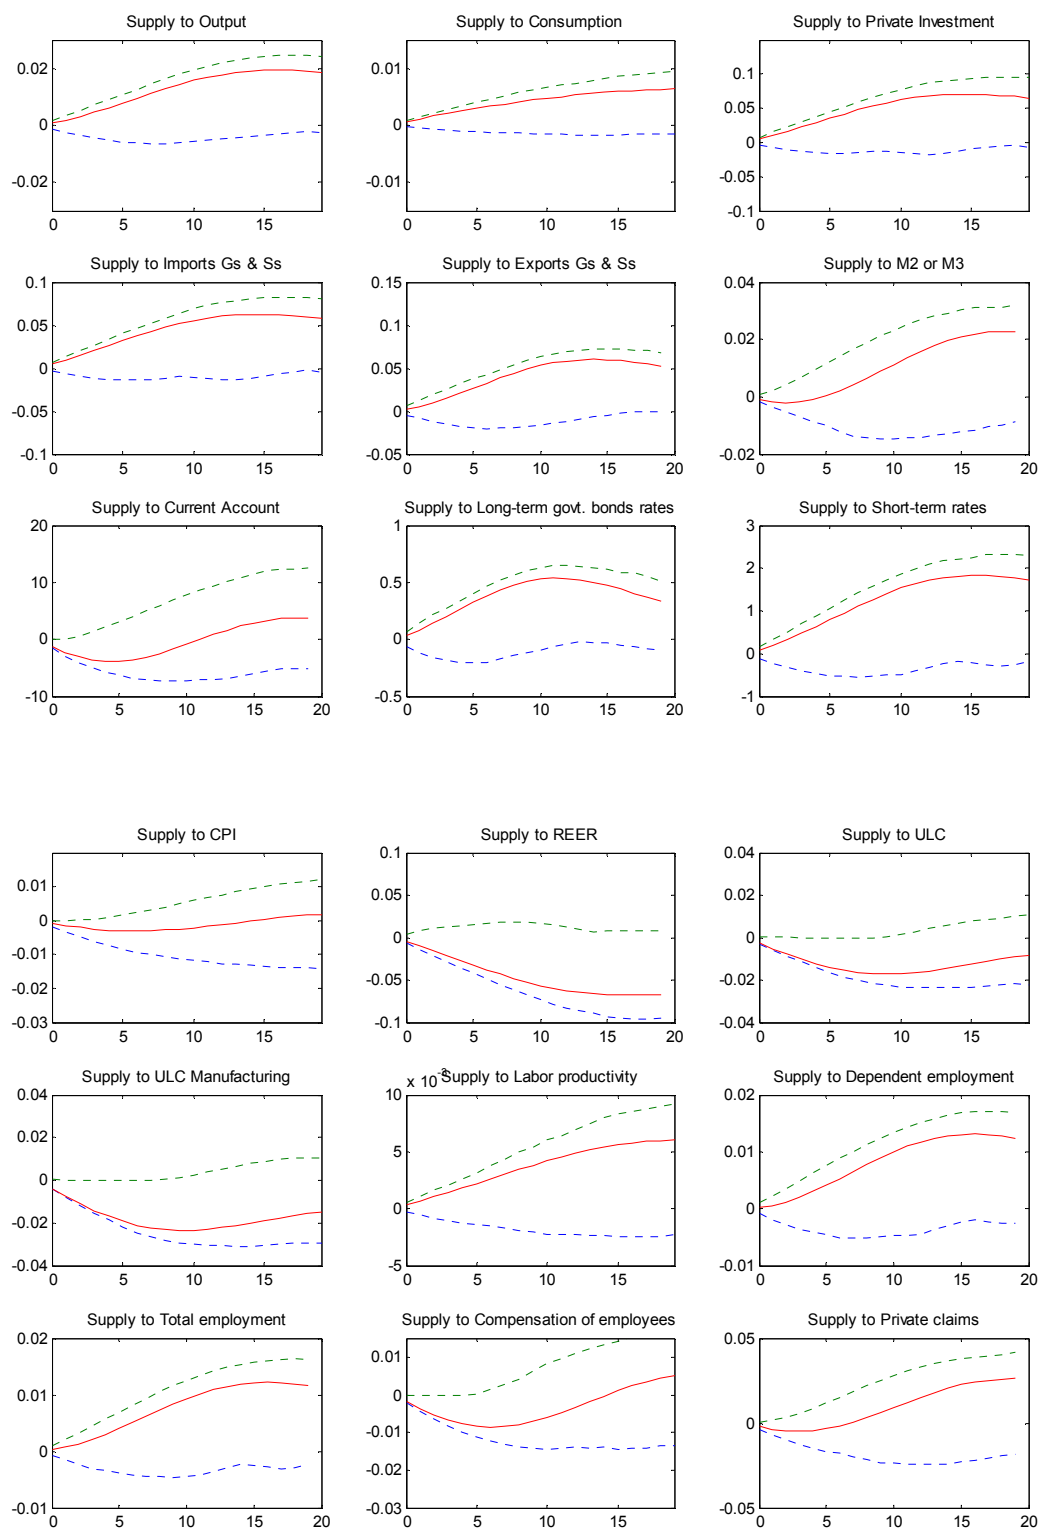 Supply to Output
Supply to Consumption
Supply to Private Investment
0.02
0
-0.02
0 5 10 15
0.01
0
-0.01
0 5 10 15
0.1
0.05
0
-0.05
-0.1
0 5 10 15
Supply to Imports Gs & Ss
Supply to Exports Gs & Ss
Supply to M2 or M3
0.1
0.05
0
-0.05
-0.1
0 5 10 15
0.15
0.1
0.05
0
-0.05
0 5 10 15 20
0.04
0.02
0
-0.02
0 5 10 15 20
Supply to Current Account
Supply to Long-term govt. bonds rates
Supply to Short-term rates
20
10
0
-10
0 5 10 15 20
1
0.5
0
-0.5
0 5 10 15 20
3
2
1
0
-1
0 5 10 15
Supply to CPI
Supply to REER
Supply to ULC
0.01
0
-0.01
-0.02
-0.03
0 5 10 15
0.1
0.05
0
-0.05
-0.1
0 5 10 15 20
0.04
0.02
0
-0.02
-0.04
0 5 10 15
Supply to ULC Manufacturing
x 10-3
Supply to Labor productivity
Supply to Dependent employment
0.04
0.02
0
-0.02
-0.04
0 5 10 15
10
5
0
-5
0 5 10 15
0.02
0.01
0
-0.01
0 5 10 15 20
Supply to Total employment
Supply to Compensation of employees
Supply to Private claims
0.02
0.01
0
-0.01
0 5 10 15 20
0.01
0
-0.01
-0.02
-0.03
0 5 10 15
0.05
0
-0.05
0 5 10 15 20